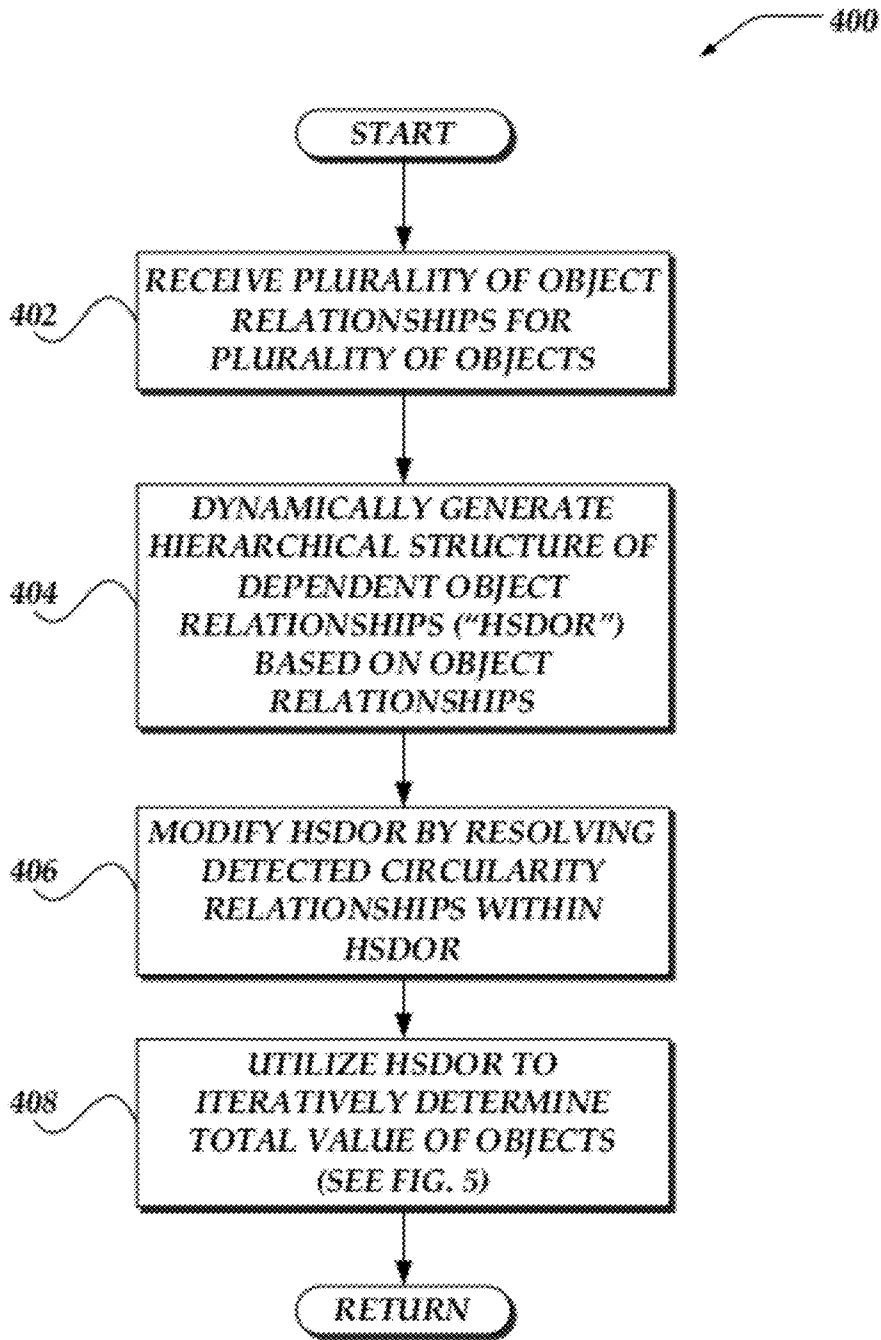 400
START
402
RECEIVE PLURALITY OF OBJECT
RELATIONSHIPS FOR
PLURALITY OF OBJECTS
404
DYNAMICALLY GENERATE
HIERARCHICAL STRUCTURE OF
DEPENDENT OBJECT
RELATIONSHIPS (“HSDOR”)
BASED ON OBJECT
RELATIONSHIPS
406
MODIFY HSDOR BY RESOLVING
DETECTED CIRCULARITY
RELATIONSHIPS WITHIN
HSDOR
408
UTILIZE HSDOR TO
ITERATIVELY DETERMINE
TOTAL VALUE OF OBJECTS
(SEE FIG. 5)
RETURN